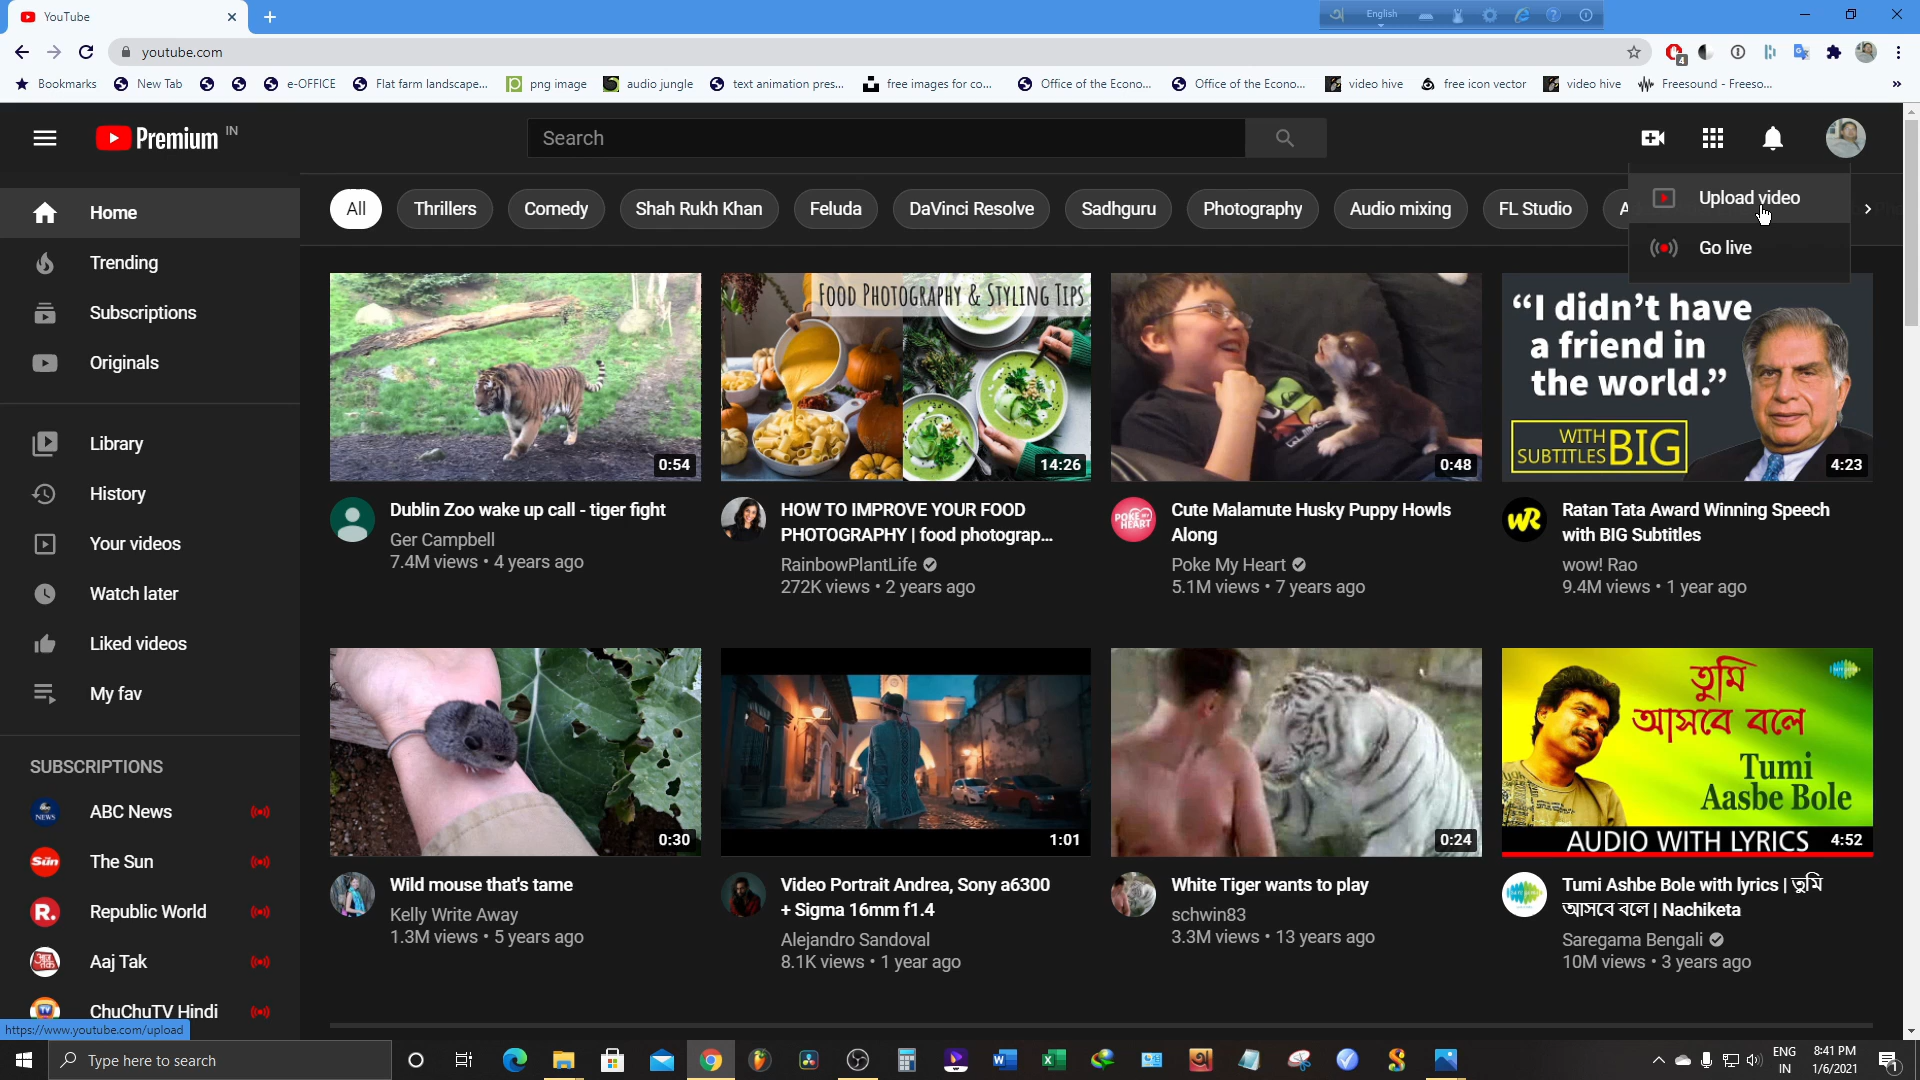 YouTube
English
youtube.com
4
Bookmarks
New Tab
e-OFFICE
Flat farm landscape...
png image
audio jungle
text animation pres...
free images for co...
Office of the Econo...
Office of the Econo...
video hive
free icon vector
video hive
Freesound - Freeso...
Premium IN
Search
Upload video
Go live
Home
Trending
Subscriptions
Originals
Library
History
Your videos
Watch later
Liked videos
My fav
SUBSCRIPTIONS
ABC News
The Sun
Republic World
Aaj Tak
ChuChuTV Hindi
All
Thrillers
Comedy
Shah Rukh Khan
Feluda
DaVinci Resolve
Sadhguru
Photography
Audio mixing
FL Studio
0:54
Dublin Zoo wake up call - tiger fight
Ger Campbell
7.4M views • 4 years ago
FOOD PHOTOGRAPHY & STYLING TIPS
14:26
HOW TO IMPROVE YOUR FOOD
PHOTOGRAPHY | food photograp...
RainbowPlantLife
272K views • 2 years ago
0:48
POKE MY HEART
Cute Malamute Husky Puppy Howls
Along
Poke My Heart
5.1M views • 7 years ago
“I didn’t have
a friend in
the world.”
WITH
SUBTITLES BIG
4:23
Ratan Tata Award Winning Speech
with BIG Subtitles
wow! Rao
9.4M views • 1 year ago
0:30
Wild mouse that's tame
Kelly Write Away
1.3M views • 5 years ago
1:01
Video Portrait Andrea, Sony a6300
+ Sigma 16mm f1.4
Alejandro Sandoval
8.1K views • 1 year ago
0:24
White Tiger wants to play
schwin83
3.3M views • 13 years ago
তুমি
আসবে বলে
Tumi
Aasbe Bole
AUDIO WITH LYRICS
4:52
Tumi Ashbe Bole with lyrics | তুমি
আসবে বলে | Nachiketa
Saregama Bengali
10M views • 3 years ago
https://www.youtube.com/upload
Type here to search
ENG
IN
8:41 PM
1/6/2021
1